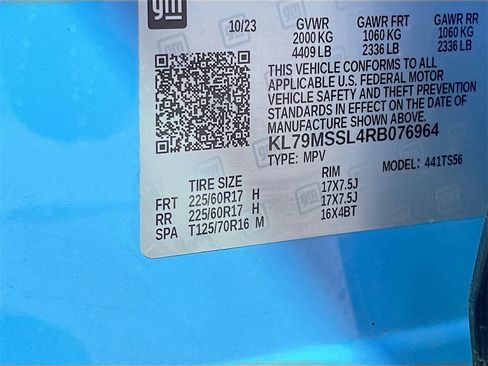 gm
10/23 GVWR GAWR FRT GAWR RR
2000 KG 1060 KG 1060 KG
4409 LB 2336 LB 2336 LB
THIS VEHICLE CONFORMS TO ALL
APPLICABLE U.S. FEDERAL MOTOR
VEHICLE SAFETY AND THEFT PREVENTION
STANDARDS IN EFFECT ON THE DATE OF
MANUFACTURE SHOWN ABOVE.
KL79MSSL4RB076964
TYPE: MPV MODEL: 441TS56
TIRE SIZE RIM
FRT 225/60R17 H 17X7.5J
RR 225/60R17 H 17X7.5J
SPA T125/70R16 M 16X4BT